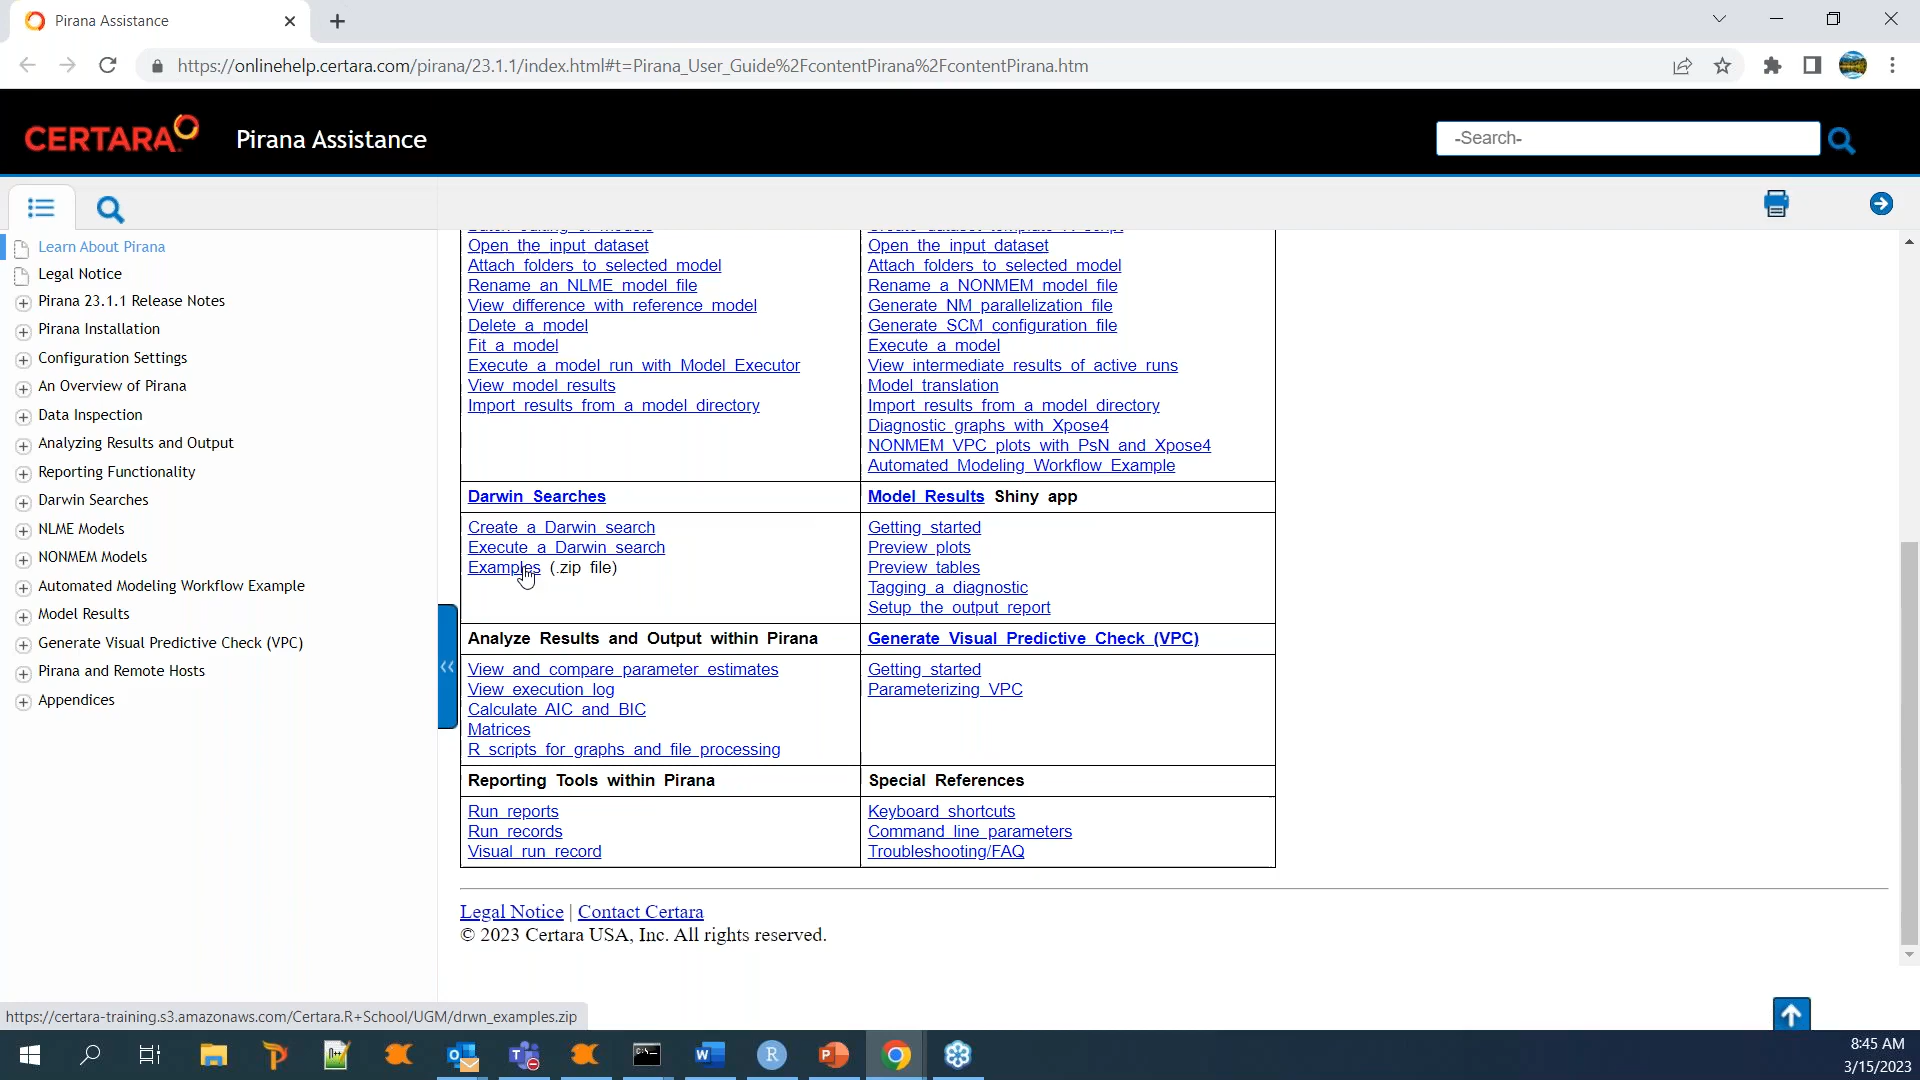 Pirana Assistance
https://onlinehelp.certara.com/pirana/23.1.1/index.html#t=Pirana_User_Guide%2FcontentPirana%2FcontentPirana.htm
CERTARA
Pirana Assistance
-Search-
Learn About Pirana
Legal Notice
Pirana 23.1.1 Release Notes
Pirana Installation
Configuration Settings
An Overview of Pirana
Data Inspection
Analyzing Results and Output
Reporting Functionality
Darwin Searches
NLME Models
NONMEM Models
Automated Modeling Workflow Example
Model Results
Generate Visual Predictive Check (VPC)
Pirana and Remote Hosts
Appendices
Open the input dataset
Attach folders to selected model
Rename an NLME model file
View difference with reference model
Delete a model
Fit a model
Execute a model run with Model Executor
View model results
Import results from a model directory
Open the input dataset
Attach folders to selected model
Rename a NONMEM model file
Generate NM parallelization file
Generate SCM configuration file
Execute a model
View intermediate results of active runs
Model translation
Import results from a model directory
Diagnostic graphs with Xpose4
NONMEM VPC plots with PsN and Xpose4
Automated Modeling Workflow Example
Darwin Searches
Model Results Shiny app
Create a Darwin search
Execute a Darwin search
Examples (.zip file)
Getting started
Preview plots
Preview tables
Tagging a diagnostic
Setup the output report
Analyze Results and Output within Pirana
Generate Visual Predictive Check (VPC)
View and compare parameter estimates
View execution log
Calculate AIC and BIC
Matrices
R scripts for graphs and file processing
Getting started
Parameterizing VPC
Reporting Tools within Pirana
Special References
Run reports
Run records
Visual run record
Keyboard shortcuts
Command line parameters
Troubleshooting/FAQ
Legal Notice | Contact Certara
© 2023 Certara USA, Inc. All rights reserved.
https://certara-training.s3.amazonaws.com/Certara.R+School/UGM/drwn_examples.zip
8:45 AM
3/15/2023